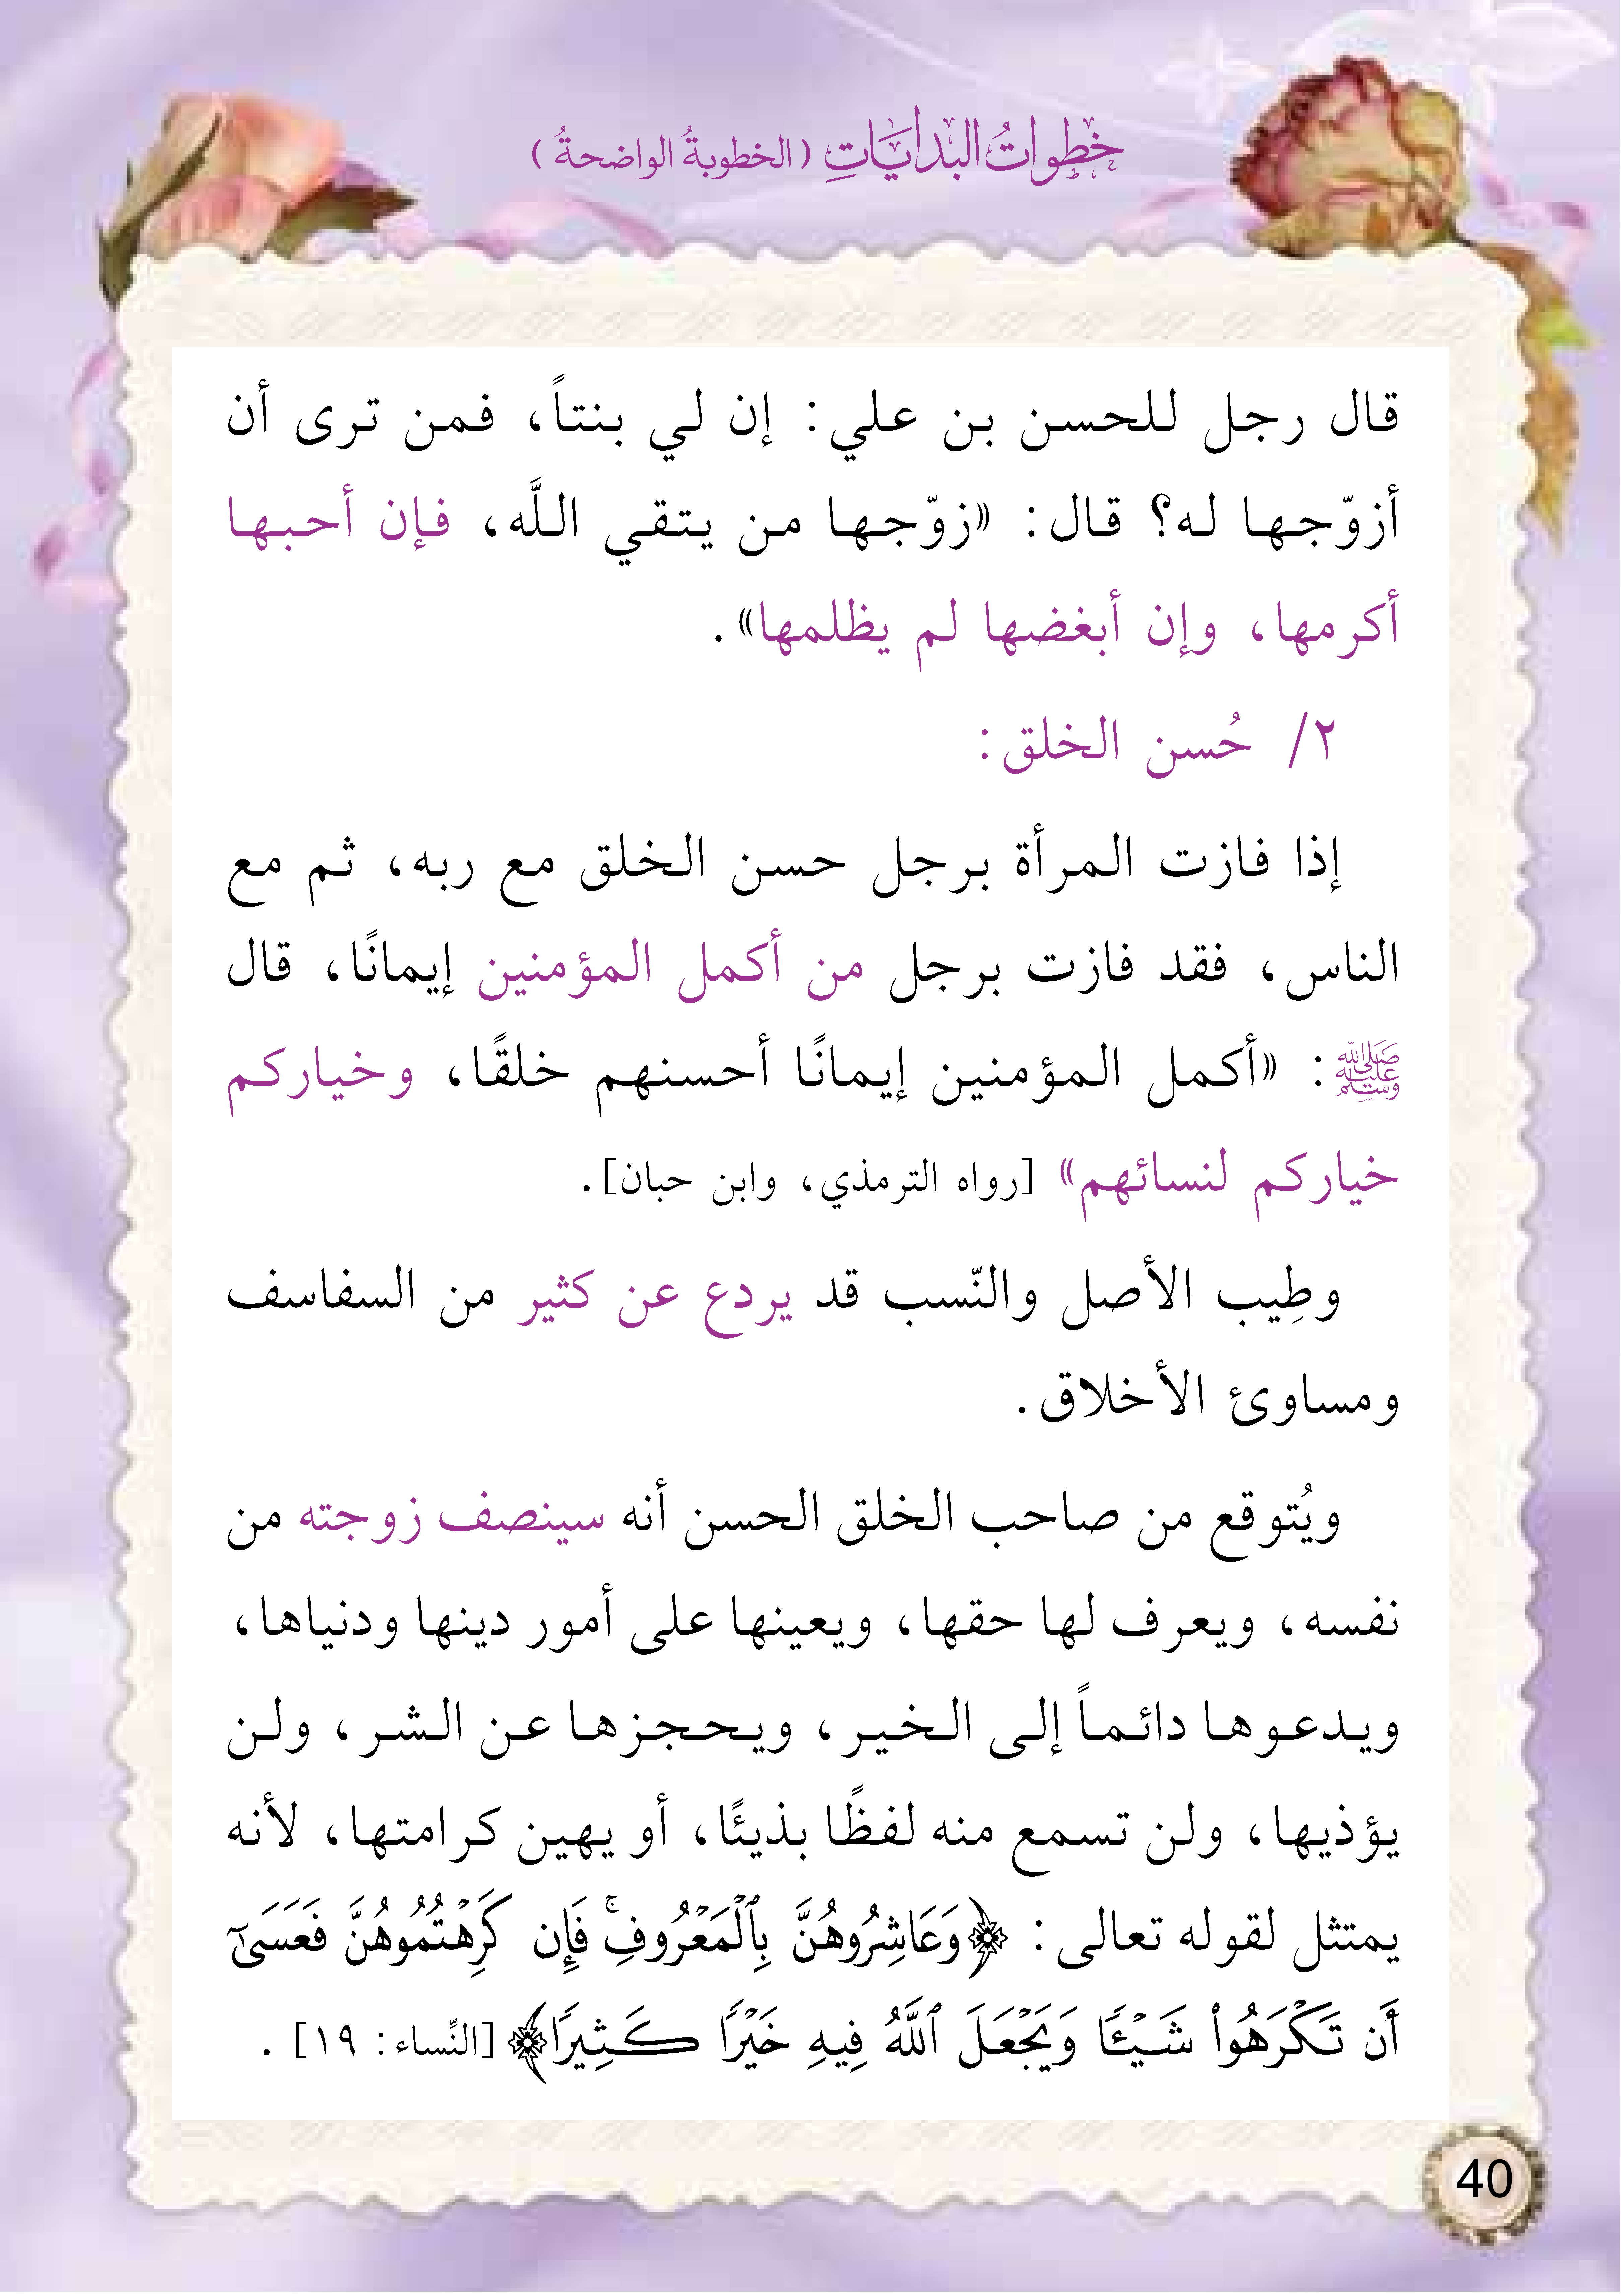 خطوات البدايات (الخطوبةُ الواضحةُ)
قال رجل للحسن بن علي: إن لي بنتاً، فمن ترى أن
أزوّجها له؟ قال: «زوّجها من يتقي اللَّه، فإن أحبها
أكرمها، وإن أبغضها لم يظلمها».
٢/ حُسن الخلق:
إذا فازت المرأة برجل حسن الخلق مع ربه، ثم مع
الناس، فقد فازت برجل من أكمل المؤمنين إيمانًا، قال
ﷺ: «أكمل المؤمنين إيمانًا أحسنهم خلقًا، وخياركم
خياركم لنسائهم» [رواه الترمذي، وابن حبان].
وطِيب الأصل والنّسب قد يردع عن كثير من السفاسف
ومساوئ الأخلاق.
ويُتوقع من صاحب الخلق الحسن أنه سينصف زوجته من
نفسه، ويعرف لها حقها، ويعينها على أمور دينها ودنياها،
ويدعوها دائماً إلى الخير، ويحجزها عن الشر، ولن
يؤذيها، ولن تسمع منه لفظًا بذيئًا، أو يهين كرامتها، لأنه
يمتثل لقوله تعالى: ﴿وَعَاشِرُوهُنَّ بِٱلْمَعْرُوفِ ۚ فَإِن كَرِهْتُمُوهُنَّ فَعَسَىٰٓ
أَن تَكْرَهُوا۟ شَيْـًٔا وَيَجْعَلَ ٱللَّهُ فِيهِ خَيْرًا كَثِيرًا﴾ [النِّساء: ١٩].
40